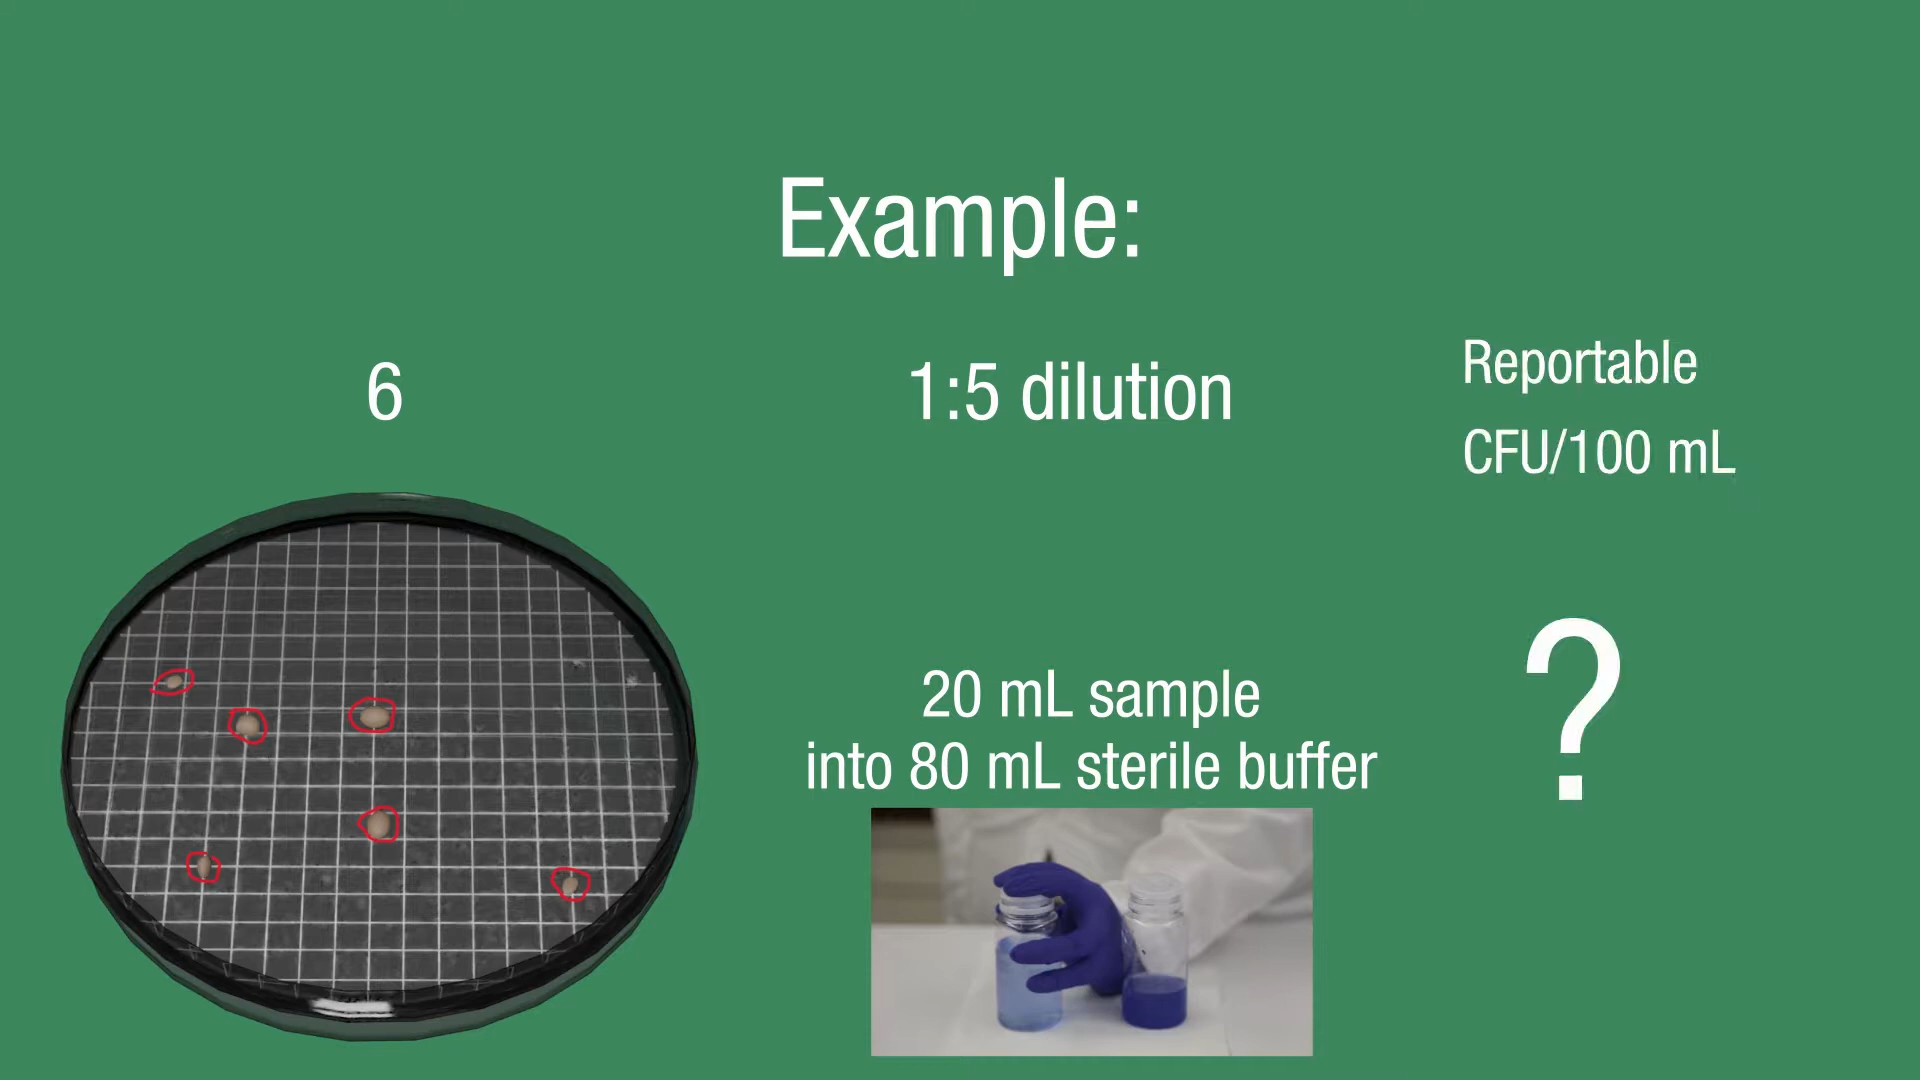 Example:
6
1:5 dilution
Reportable
CFU/100 mL
20 mL sample
into 80 mL sterile buffer
?